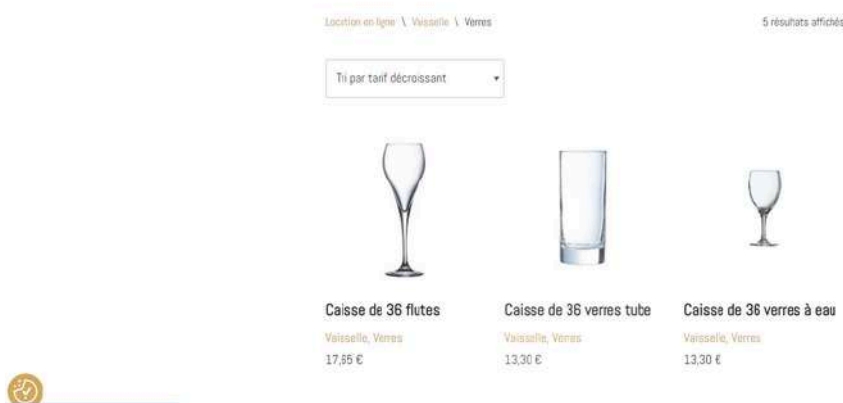 Location en ligne \ Vaisselle \ Verres
5 résultats affichés
Tri par tarif décroissant
Caisse de 36 flutes
Vaisselle, Verres
17,65 €
Caisse de 36 verres tube
Vaisselle, Verres
13,30 €
Caisse de 36 verres à eau
Vaisselle, Verres
13,30 €